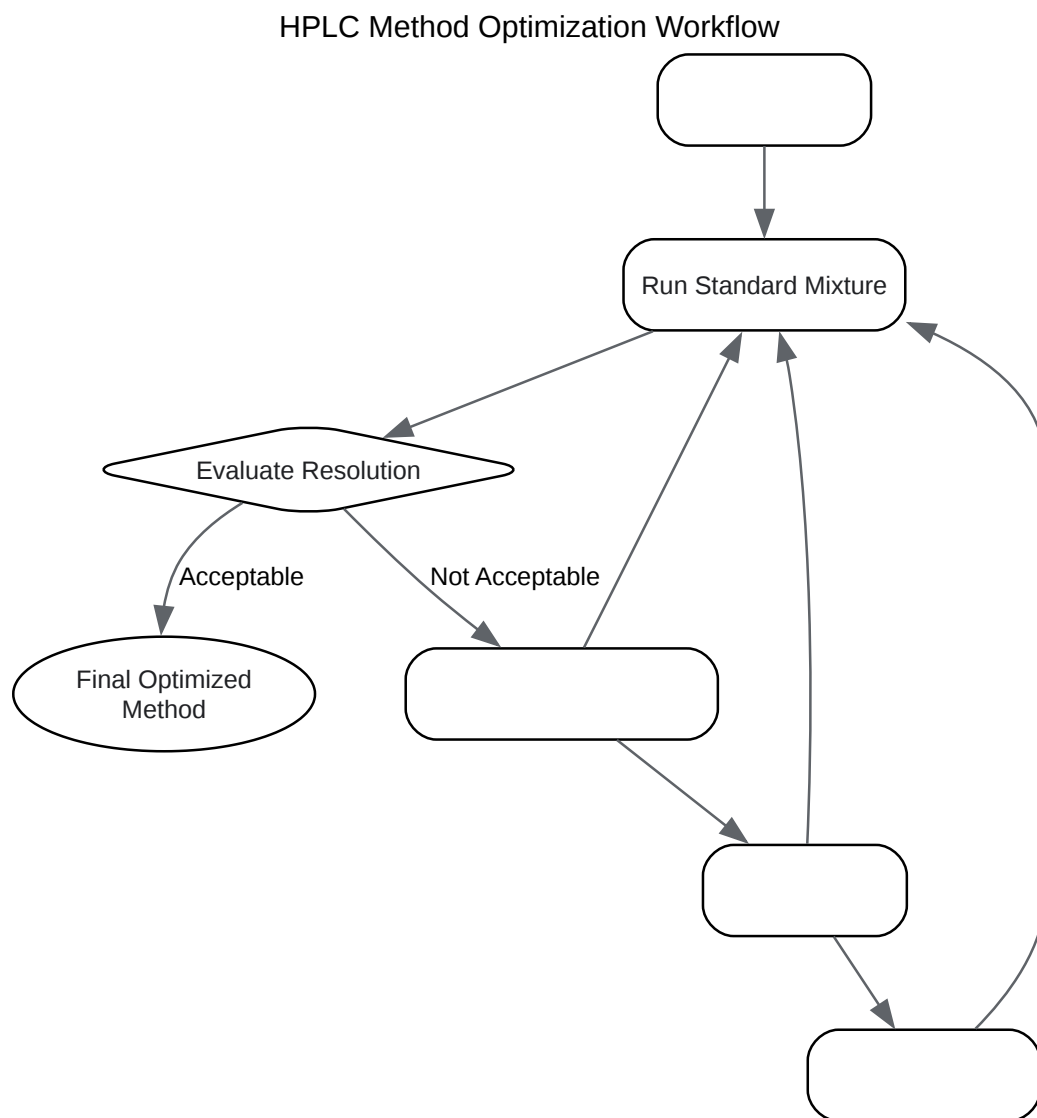 HPLC Method Optimization Workflow
Run Standard Mixture
Evaluate Resolution
Acceptable
Not Acceptable
Final Optimized
Method